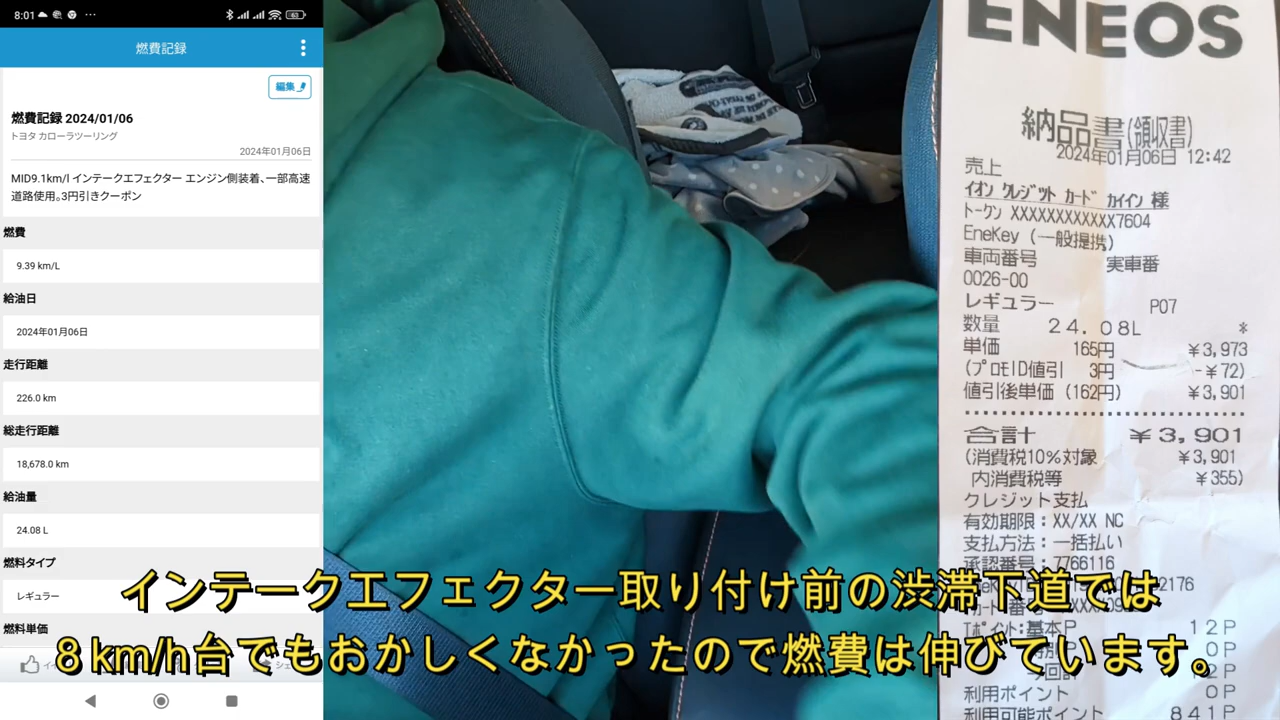 8:01
63
燃費記録
編集
燃費記録 2024/01/06
トヨタ カローラツーリング
2024年01月06日
MID9.1km/l インテークエフェクター エンジン側装着、一部高速
道路使用。3円引きクーポン
燃費
9.39 km/L
給油日
2024年01月06日
走行距離
226.0 km
総走行距離
18,678.0 km
給油量
24.08 L
燃料タイプ
レギュラー
燃料単価
ENEOS
納品書(領収書)
2024年01月06日 12:42
売上
イオン クレジット カード カイイン 様
トークン XXXXXXXXXXXX7604
EneKey (一般提携)
車両番号 実車番
0026-00
レギュラー P07
数量 24.08L *
単価 165円 ¥3,973
(プロモID値引 3円 -¥72)
値引後単価 (162円) ¥3,901
合計 ¥3,901
(消費税10%対象 ¥3,901
内消費税等 ¥355)
クレジット支払
有効期限:XX/XX NC
支払方法:一括払い
承認番号:7766116
2176
Tポイント:基本P 12P
0P
2P
利用ポイント 0P
利用可能ポイント 841P
インテークエフェクター取り付け前の渋滞下道では
8km/h台でもおかしくなかったので燃費は伸びています。